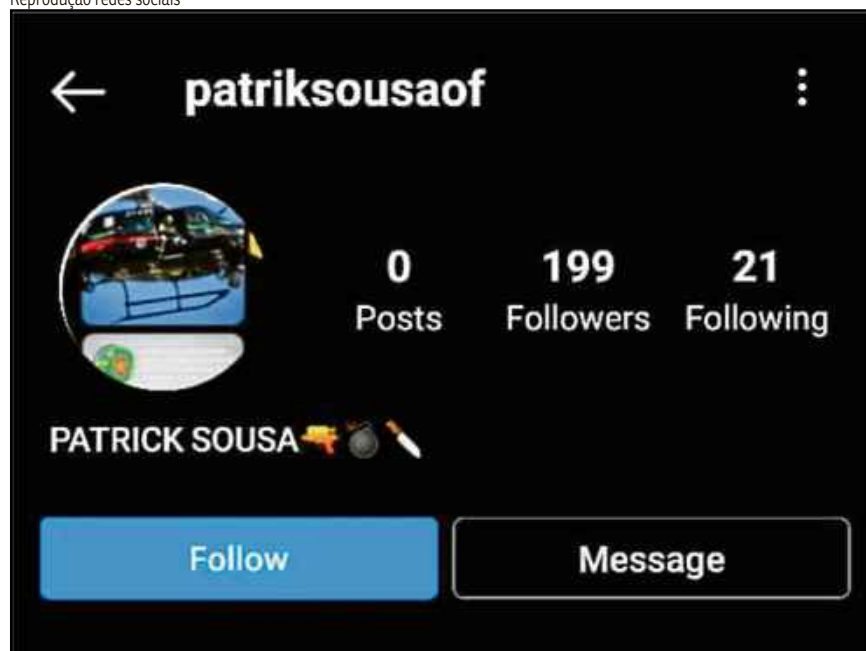 Reprodução redes sociais
patriksousaof
0 199 21
Posts Followers Following
PATRICK SOUSA🔫💣🔪
Follow Message